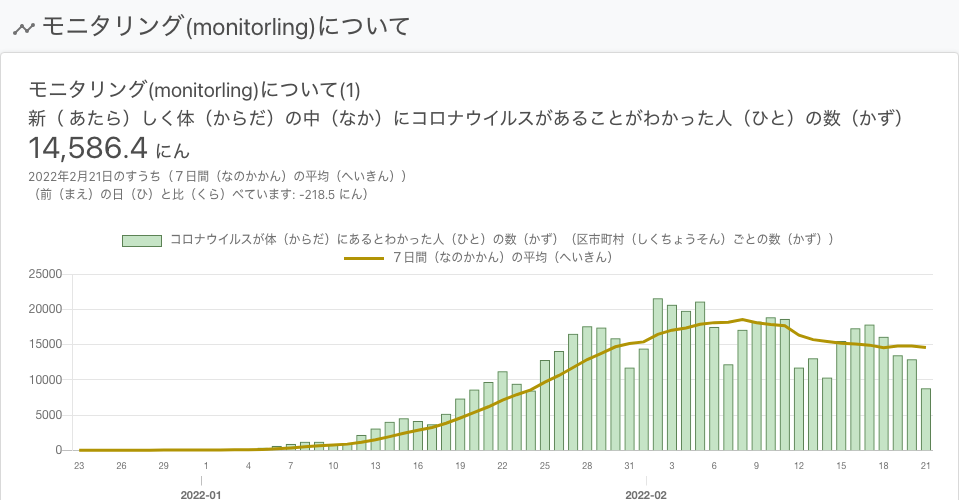 モニタリング(monitorling)について
モニタリング(monitorling)について(1)
新（ あたら）しく体（からだ）の中（なか）にコロナウイルスがあることがわかった人（ひと）の数（かず）
14,586.4 にん
2022年2月21日のすうち（７日間（なのかかん）の平均（へいきん））
（前（まえ）の日（ひ）と比（くら）べています: -218.5 にん）
コロナウイルスが体（からだ）にあるとわかった人（ひと）の数（かず）（区市町村（しくちょうそん）ごとの数（かず））
７日間（なのかかん）の平均（へいきん）
25000
20000
15000
10000
5000
0
23 26 29 1 4 7 10 13 16 19 22 25 28 31 3 6 9 12 15 18 21
2022-01 2022-02